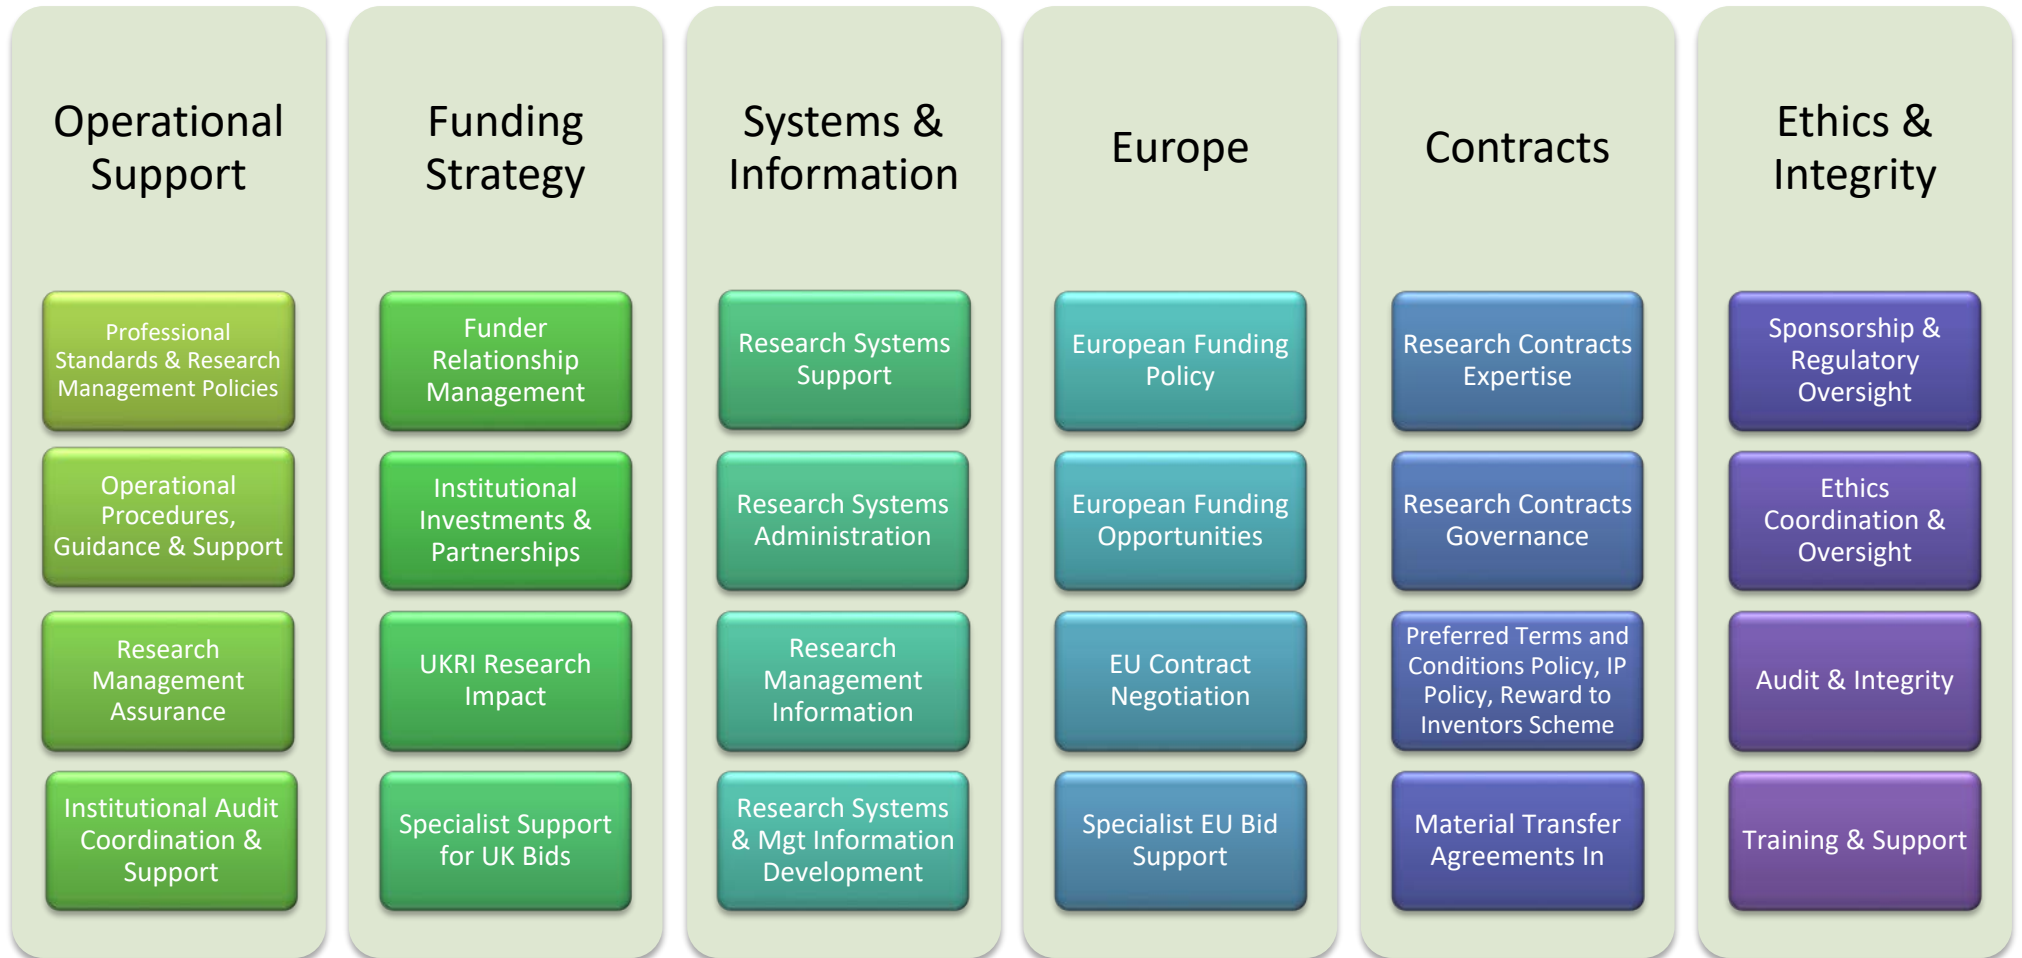 Operational
Support
Professional
Standards & Research
Management Policies
Operational
Procedures,
Guidance & Support
Research
Management
Assurance
Institutional Audit
Coordination &
Support
Funding
Strategy
Funder
Relationship
Management
Institutional
Investments &
Partnerships
UKRI Research
Impact
Specialist Support
for UK Bids
Systems &
Information
Research Systems
Support
Research Systems
Administration
Research
Management
Information
Research Systems
& Mgt Information
Development
Europe
European Funding
Policy
European Funding
Opportunities
EU Contract
Negotiation
Specialist EU Bid
Support
Contracts
Research Contracts
Expertise
Research Contracts
Governance
Preferred Terms and
Conditions Policy, IP
Policy, Reward to
Inventors Scheme
Material Transfer
Agreements In
Ethics &
Integrity
Sponsorship &
Regulatory
Oversight
Ethics
Coordination &
Oversight
Audit & Integrity
Training & Support